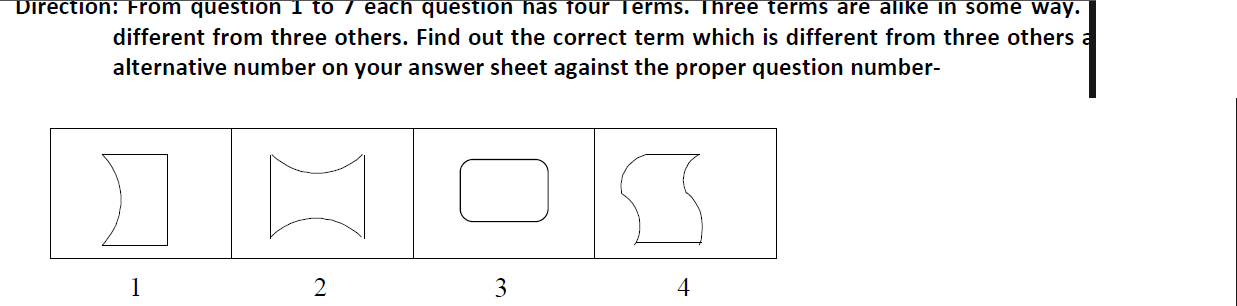 Direction: From question 1 to 7 each question has four Terms. Three terms are alike in some way.
different from three others. Find out the correct term which is different from three others a
alternative number on your answer sheet against the proper question number-
1 2 3 4